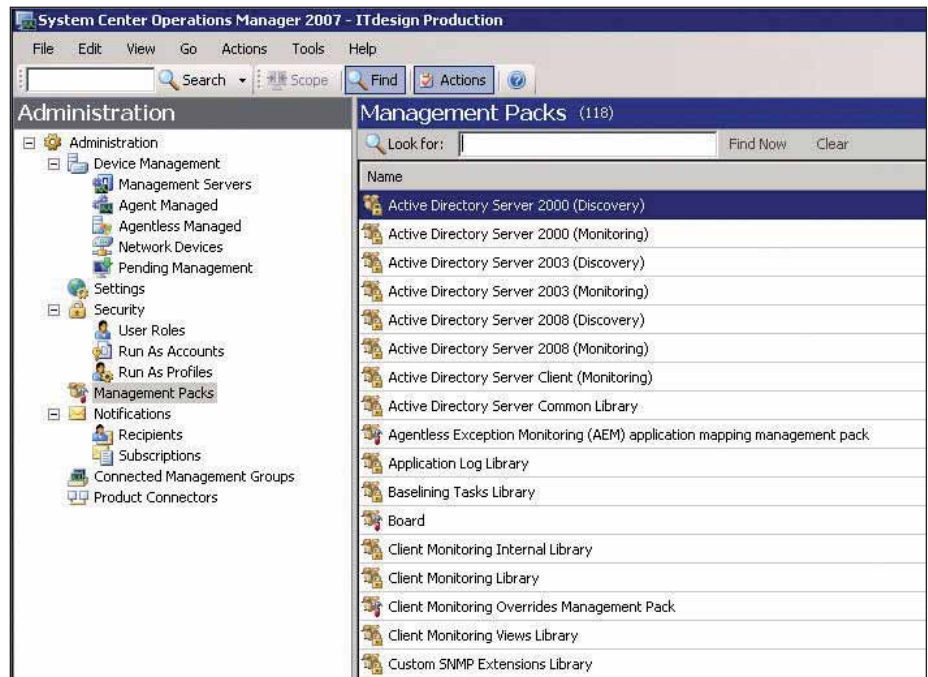 System Center Operations Manager 2007 - ITdesign Production
File Edit View Go Actions Tools Help
Search Scope Find Actions
Administration
Administration
Device Management
Management Servers
Agent Managed
Agentless Managed
Network Devices
Pending Management
Settings
Security
User Roles
Run As Accounts
Run As Profiles
Management Packs
Notifications
Recipients
Subscriptions
Connected Management Groups
Product Connectors
Management Packs (118)
Look for: Find Now Clear
Name
Active Directory Server 2000 (Discovery)
Active Directory Server 2000 (Monitoring)
Active Directory Server 2003 (Discovery)
Active Directory Server 2003 (Monitoring)
Active Directory Server 2008 (Discovery)
Active Directory Server 2008 (Monitoring)
Active Directory Server Client (Monitoring)
Active Directory Server Common Library
Agentless Exception Monitoring (AEM) application mapping management pack
Application Log Library
Baselining Tasks Library
Board
Client Monitoring Internal Library
Client Monitoring Library
Client Monitoring Overrides Management Pack
Client Monitoring Views Library
Custom SNMP Extensions Library